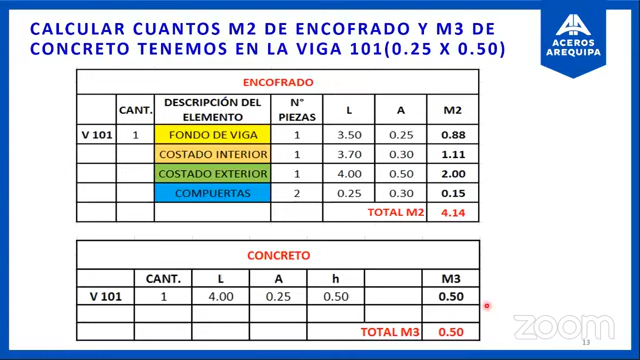 CALCULAR CUANTOS M2 DE ENCOFRADO Y M3 DE
CONCRETO TENEMOS EN LA VIGA 101(0.25 X 0.50)
ACEROS
AREQUIPA
ENCOFRADO
CANT. DESCRIPCIÓN DEL ELEMENTO N° PIEZAS L A M2
V 101 1 FONDO DE VIGA 1 3.50 0.25 0.88
COSTADO INTERIOR 1 3.70 0.30 1.11
COSTADO EXTERIOR 1 4.00 0.50 2.00
COMPUERTAS 2 0.25 0.30 0.15
TOTAL M2 4.14
CONCRETO
CANT. L A h M3
V 101 1 4.00 0.25 0.50 0.50
TOTAL M3 0.50
zoom
13